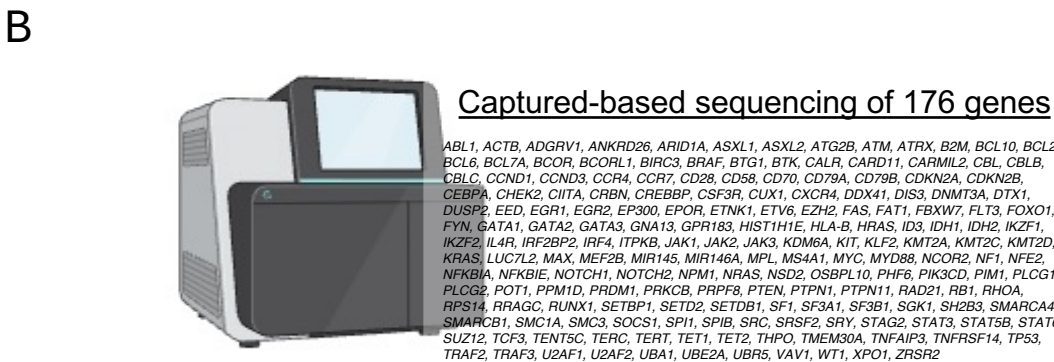 B
Captured-based sequencing of 176 genes
ABL1, ACTB, ADGRV1, ANKRD26, ARID1A, ASXL1, ASXL2, ATG2B, ATM, ATRX, B2M, BCL10, BCL2
BCL6, BCL7A, BCOR, BCORL1, BIRC3, BRAF, BTG1, BTK, CALR, CARD11, CARMIL2, CBL, CBLB,
CBLC, CCND1, CCND3, CCR4, CCR7, CD28, CD58, CD70, CD79A, CD79B, CDKN2A, CDKN2B,
CEBPA, CHEK2, CIITA, CRBN, CREBBP, CSF3R, CUX1, CXCR4, DDX41, DIS3, DNMT3A, DTX1,
DUSP2, EED, EGR1, EGR2, EP300, EPOR, ETNK1, ETV6, EZH2, FAS, FAT1, FBXW7, FLT3, FOXO1,
FYN, GATA1, GATA2, GATA3, GNA13, GPR183, HIST1H1E, HLA-B, HRAS, ID3, IDH1, IDH2, IKZF1,
IKZF2, IL4R, IRF2BP2, IRF4, ITPKB, JAK1, JAK2, JAK3, KDM6A, KIT, KLF2, KMT2A, KMT2C, KMT2D,
KRAS, LUC7L2, MAX, MEF2B, MIR145, MIR146A, MPL, MS4A1, MYC, MYD88, NCOR2, NF1, NFE2,
NFKBIA, NFKBIE, NOTCH1, NOTCH2, NPM1, NRAS, NSD2, OSBPL10, PHF6, PIK3CD, PIM1, PLCG1
PLCG2, POT1, PPM1D, PRDM1, PRKCB, PRPF8, PTEN, PTPN1, PTPN11, RAD21, RB1, RHOA,
RPS14, RRAGC, RUNX1, SETBP1, SETD2, SETDB1, SF1, SF3A1, SF3B1, SGK1, SH2B3, SMARCA4
SMARCB1, SMC1A, SMC3, SOCS1, SPI1, SPIB, SRC, SRSF2, SRY, STAG2, STAT3, STAT5B,
SUZ12, TCF3, TENT5C, TERC, TERT, TET1, TET2, THPO, TMEM30A, TNFAIP3, TNFRSF14, TP53,
TRAF2, TRAF3, U2AF1, U2AF2, UBA1, UBE2A, UBR5, VAV1, WT1, XPO1, ZRSR2